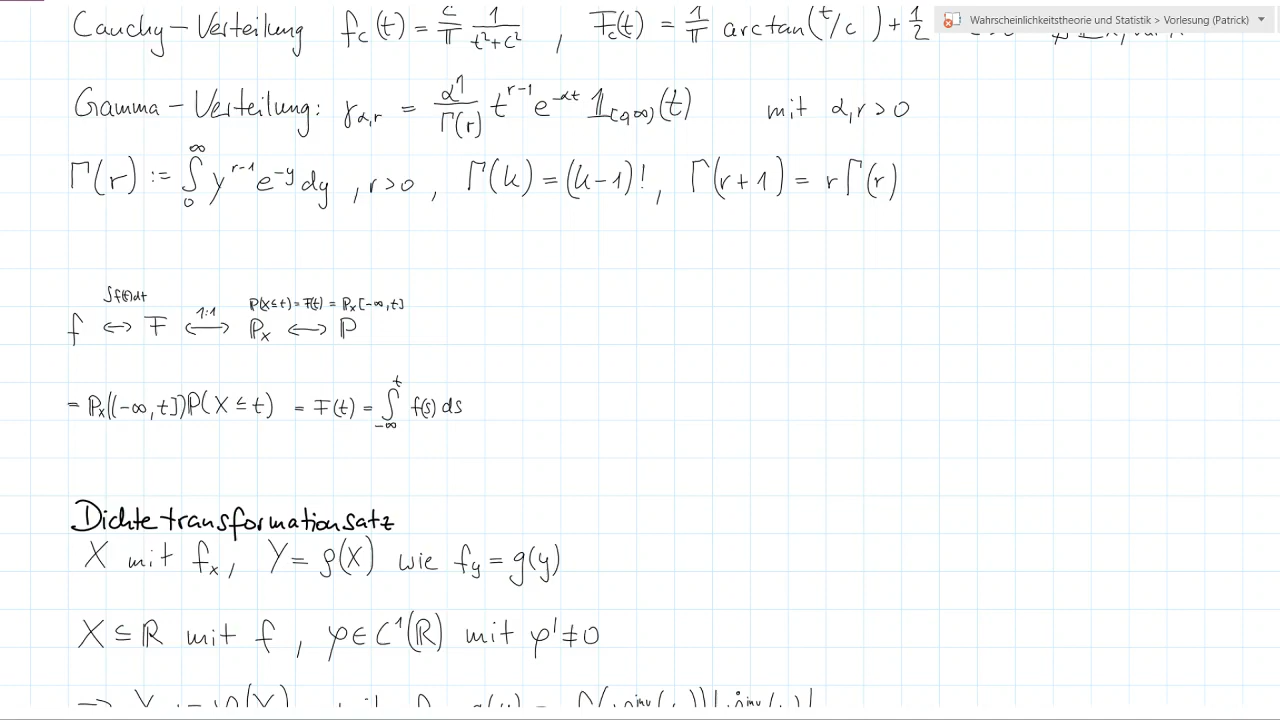 Cauchy-Verteilung f_c(t) = c/π 1/(t²+c²) , F_c(t) = 1/π arctan(t/c) + 1/2
Wahrscheinlichkeitstheorie und Statistik > Vorlesung (Patrick)
Gamma-Verteilung: γ_α,r = α^1/Γ(r) t^(r-1) e^(-αt) 𝟙_[0,∞)(t) mit α,r > 0
Γ(r) := ∫_0^∞ y^(r-1) e^(-y) dy , r > 0 , Γ(k) = (k-1)! , Γ(r+1) = r Γ(r)
∫f(t)dt ℙ(X ≤ t) = F(t) = ℙ_X[-∞, t]
f ↔ F ⟷ 1:1 ℙ_X ↔ ℙ
= ℙ_X((-∞, t])ℙ(X ≤ t) = F(t) = ∫_-∞^t f(s) ds
Dichtetransformationsatz
X mit f_x, Y = ρ(X) wie f_y = g(y)
X ⊆ ℝ mit f , φ ∈ C¹(ℝ) mit φ' ≠ 0